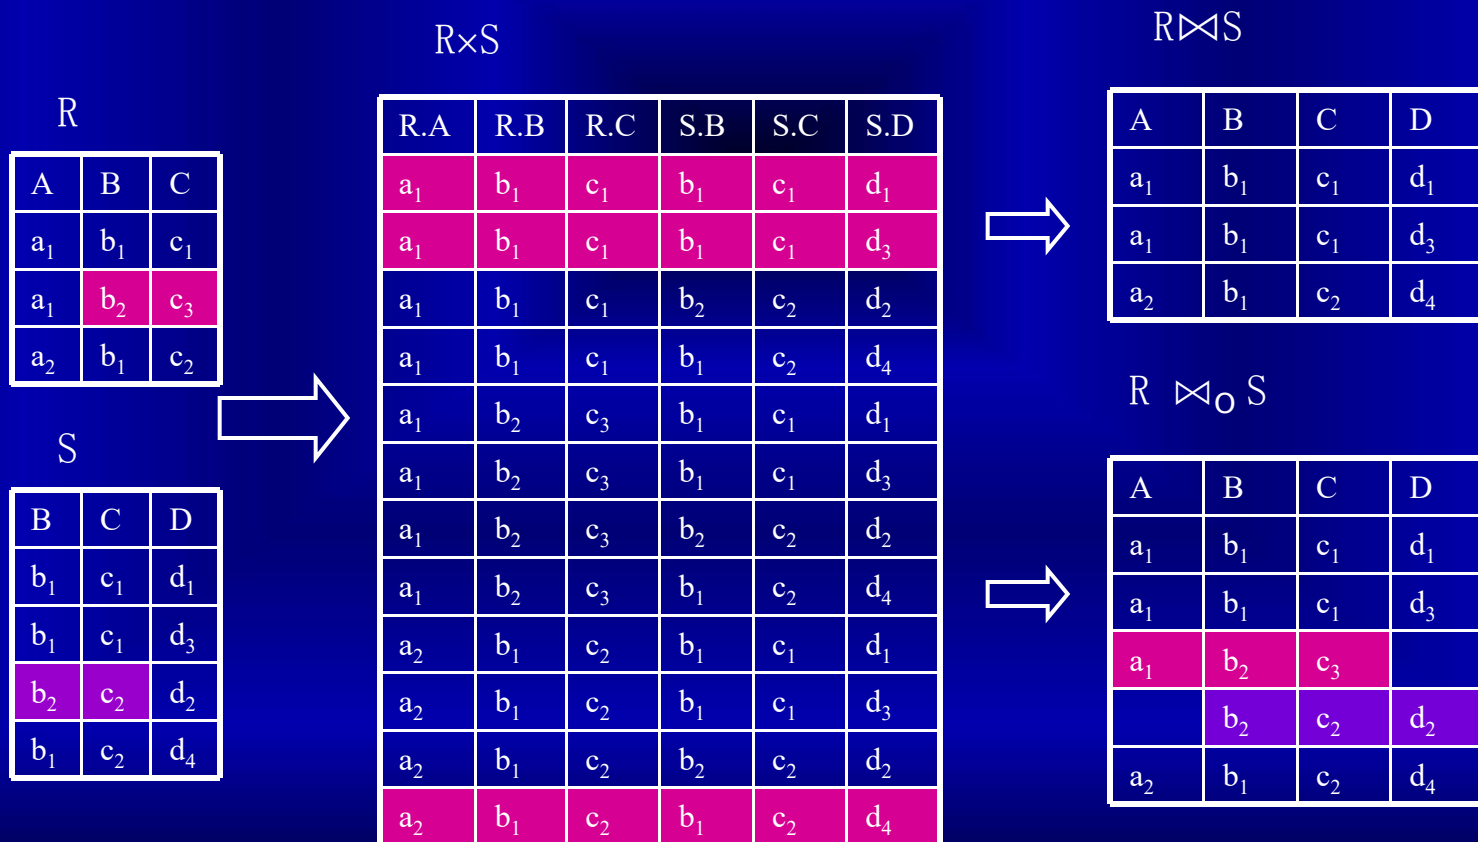 R
A B C
a₁ b₁ c₁
a₁ b₂ c₃
a₂ b₁ c₂
S
B C D
b₁ c₁ d₁
b₁ c₁ d₃
b₂ c₂ d₂
b₁ c₂ d₄
R×S
R.A R.B R.C S.B S.C S.D
a₁ b₁ c₁ b₁ c₁ d₁
a₁ b₁ c₁ b₁ c₁ d₃
a₁ b₁ c₁ b₂ c₂ d₂
a₁ b₁ c₁ b₁ c₂ d₄
a₁ b₂ c₃ b₁ c₁ d₁
a₁ b₂ c₃ b₁ c₁ d₃
a₁ b₂ c₃ b₂ c₂ d₂
a₁ b₂ c₃ b₁ c₂ d₄
a₂ b₁ c₂ b₁ c₁ d₁
a₂ b₁ c₂ b₁ c₁ d₃
a₂ b₁ c₂ b₂ c₂ d₂
a₂ b₁ c₂ b₁ c₂ d₄
R⋈S
A B C D
a₁ b₁ c₁ d₁
a₁ b₁ c₁ d₃
a₂ b₁ c₂ d₄
R ⋈O S
A B C D
a₁ b₁ c₁ d₁
a₁ b₁ c₁ d₃
a₁ b₂ c₃
b₂ c₂ d₂
a₂ b₁ c₂ d₄